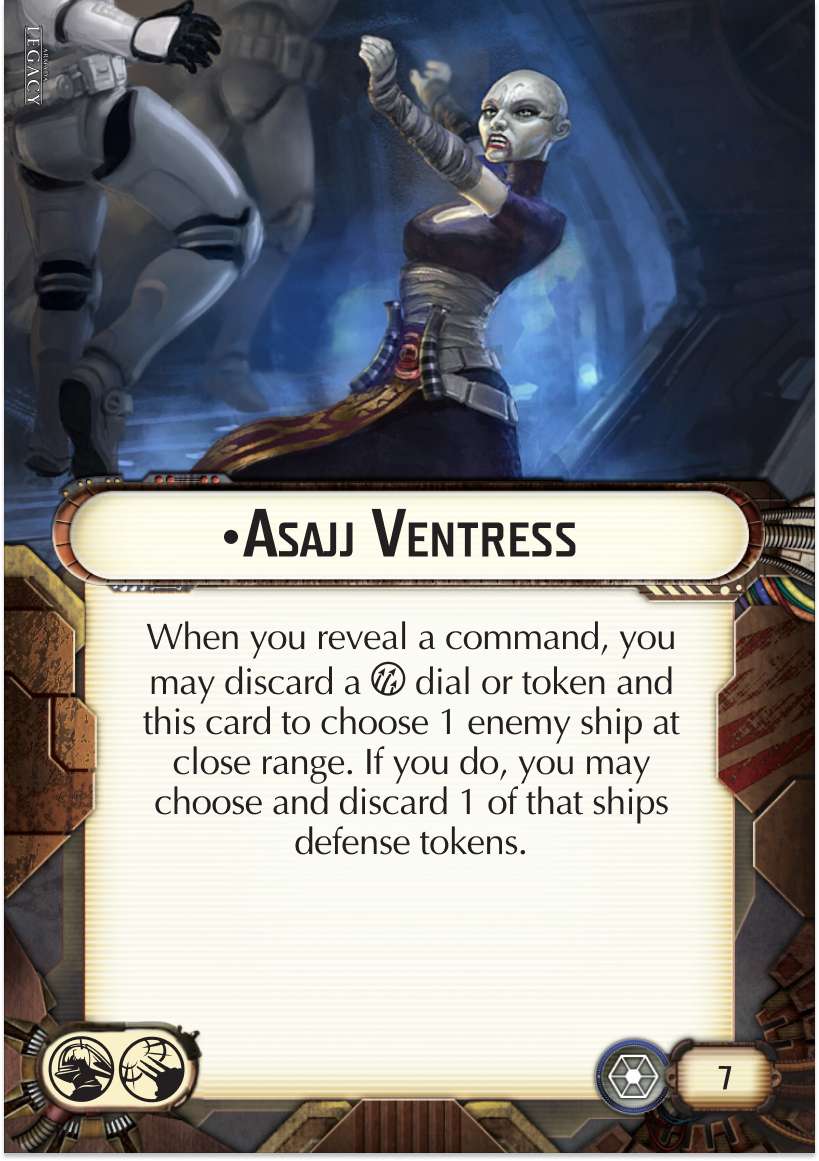 ARMADA
LEGACY
•Asajj Ventress
When you reveal a command, you
may discard a dial or token and
this card to choose 1 enemy ship at
close range. If you do, you may
choose and discard 1 of that ships
defense tokens.
7